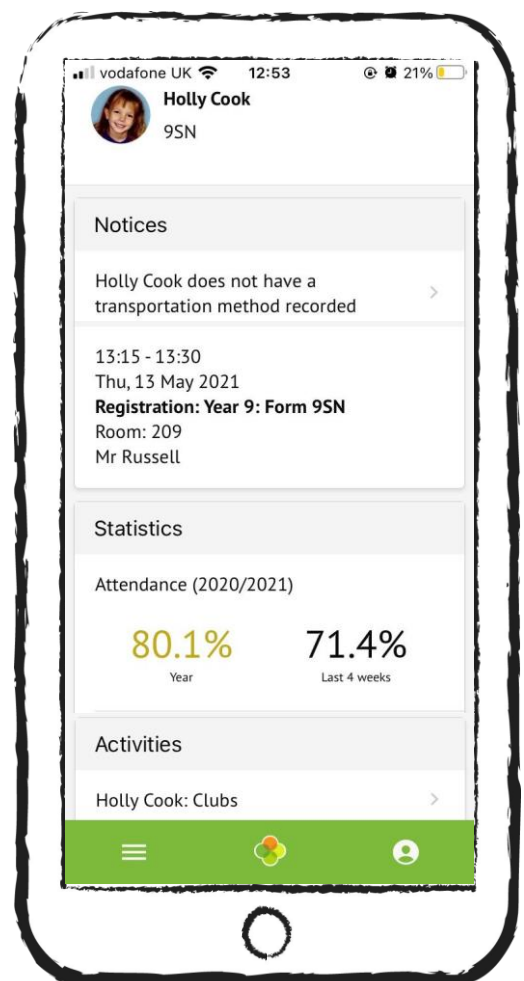 vodafone UK 12:53 21%
Holly Cook
9SN
Notices
Holly Cook does not have a
transportation method recorded
13:15 - 13:30
Thu, 13 May 2021
Registration: Year 9: Form 9SN
Room: 209
Mr Russell
Statistics
Attendance (2020/2021)
80.1% 71.4%
Year Last 4 weeks
Activities
Holly Cook: Clubs